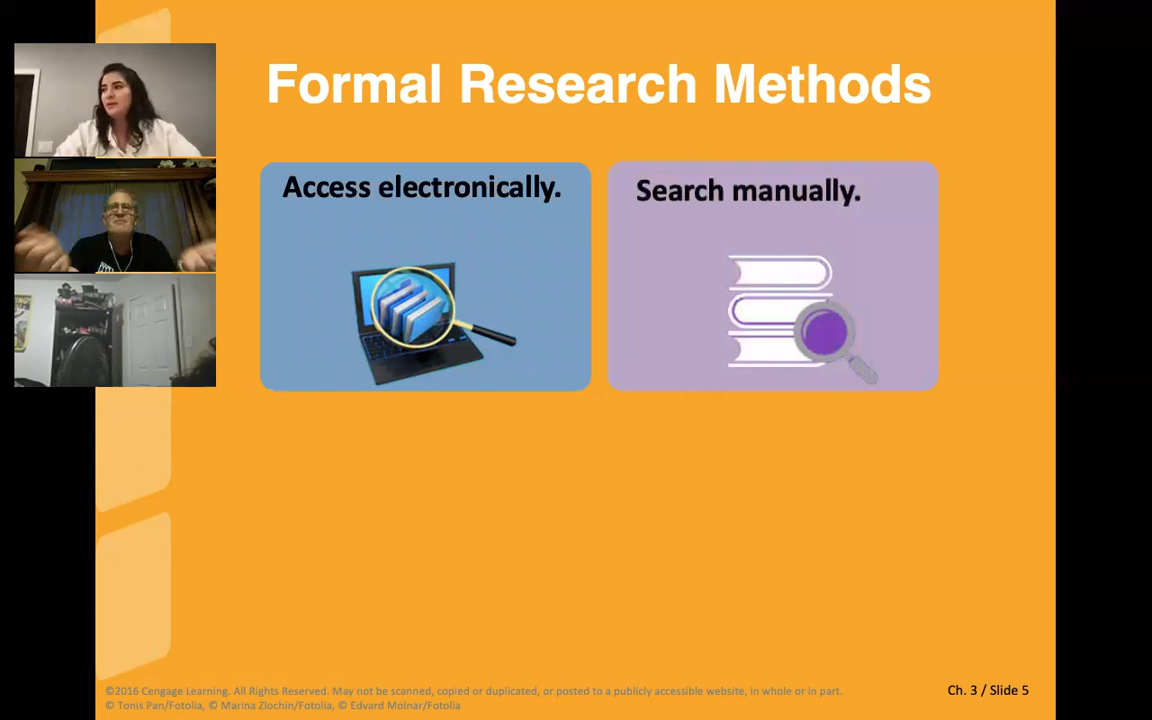 Formal Research Methods
Access electronically.
Search manually.
©2016 Cengage Learning. All Rights Reserved. May not be scanned, copied or duplicated, or posted to a publicly accessible website, in whole or in part.
© Tonis Pan/Fotolia, © Marina Zlochin/Fotolia, © Edvard Molnar/Fotolia
Ch. 3 / Slide 5